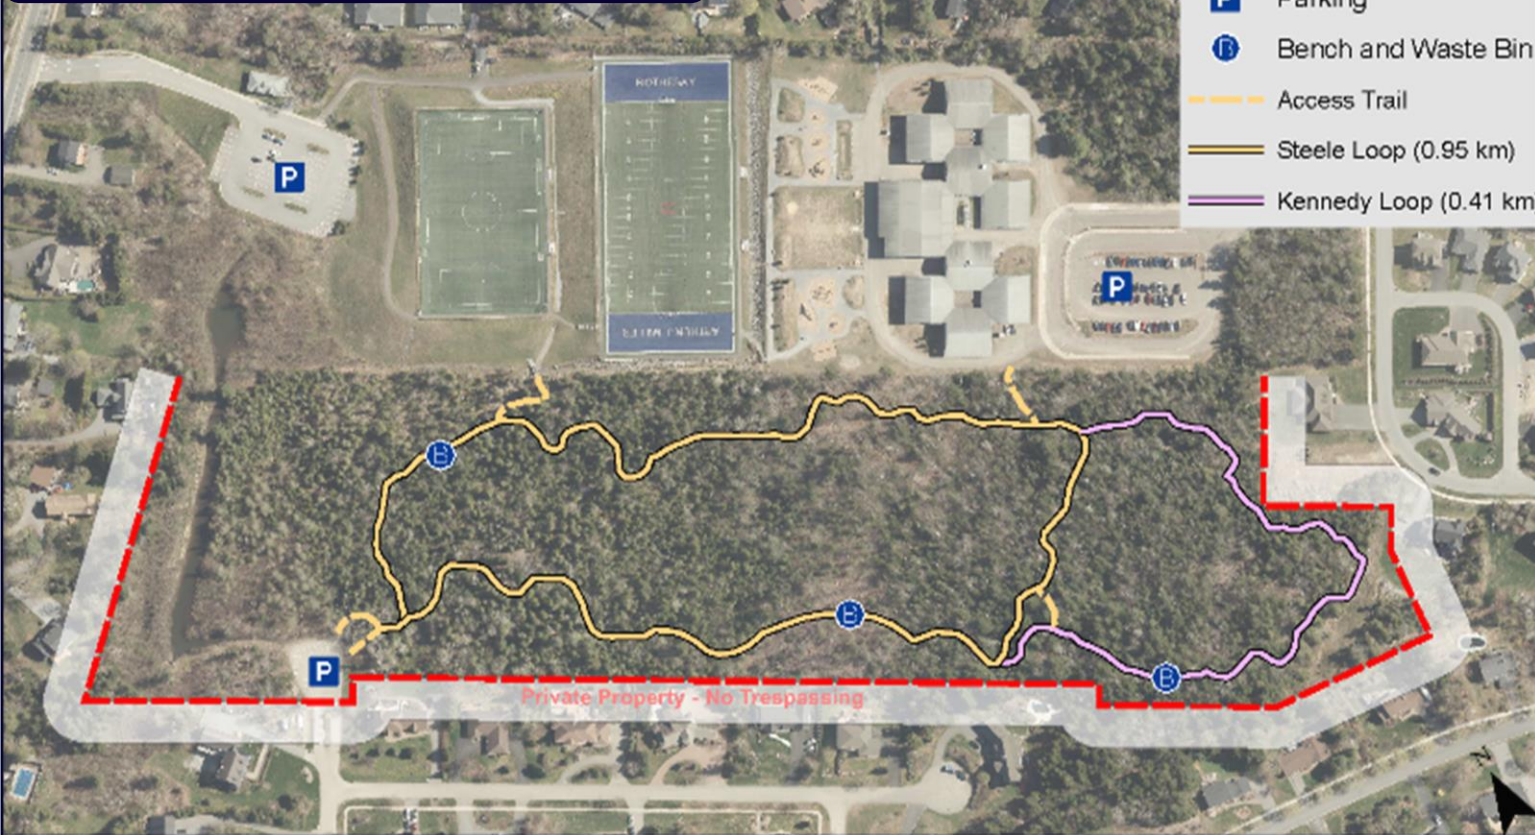 P Parking
B Bench and Waste Bin
Access Trail
Steele Loop (0.95 km)
Kennedy Loop (0.41 km
ROTHESAY
P
P
B
B
P
B
Private Property - No Trespassing
N